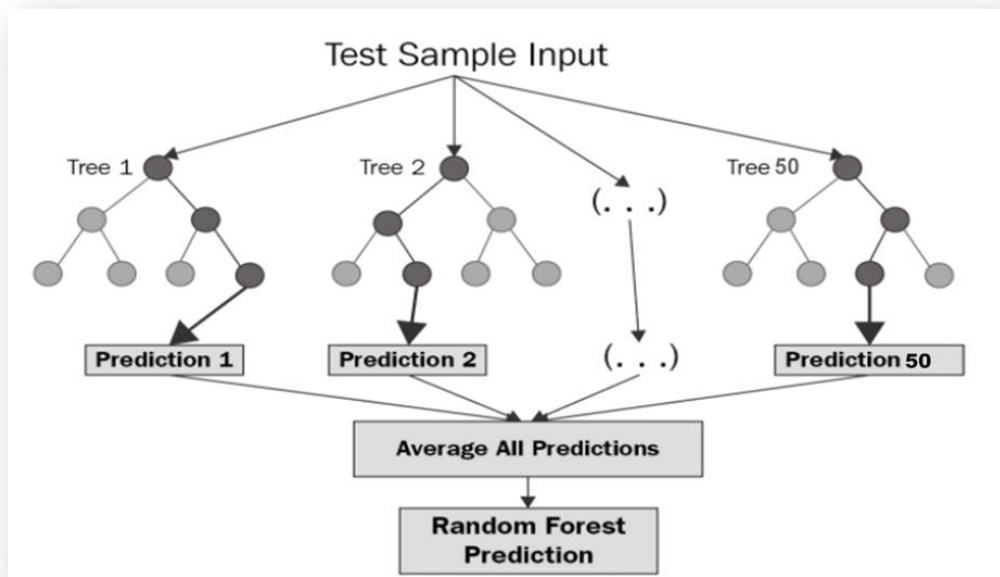 Test Sample Input
Tree 1
Tree 2
Tree 50
(. . .)
Prediction 1
Prediction 2
(. . .)
Prediction 50
Average All Predictions
Random Forest
Prediction